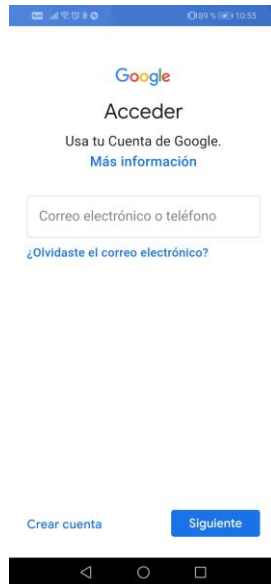 89 % 10:55
Google
Acceder
Usa tu Cuenta de Google.
Más información
Correo electrónico o teléfono
¿Olvidaste el correo electrónico?
Crear cuenta
Siguiente